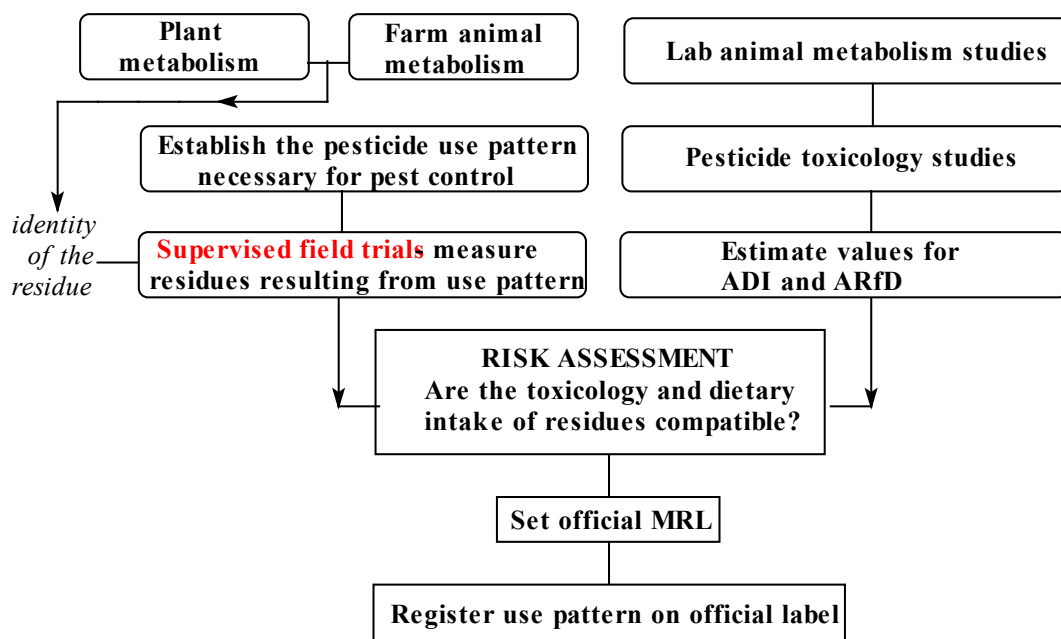 Plant
metabolism
Farm animal
metabolism
Lab animal metabolism studies
Establish the pesticide use pattern
necessary for pest control
Pesticide toxicology studies
identity
of the
residue
Supervised field trials measure
residues resulting from use pattern
Estimate values for
ADI and ARfD
RISK ASSESSMENT
Are the toxicology and dietary
intake of residues compatible?
Set official MRL
Register use pattern on official label